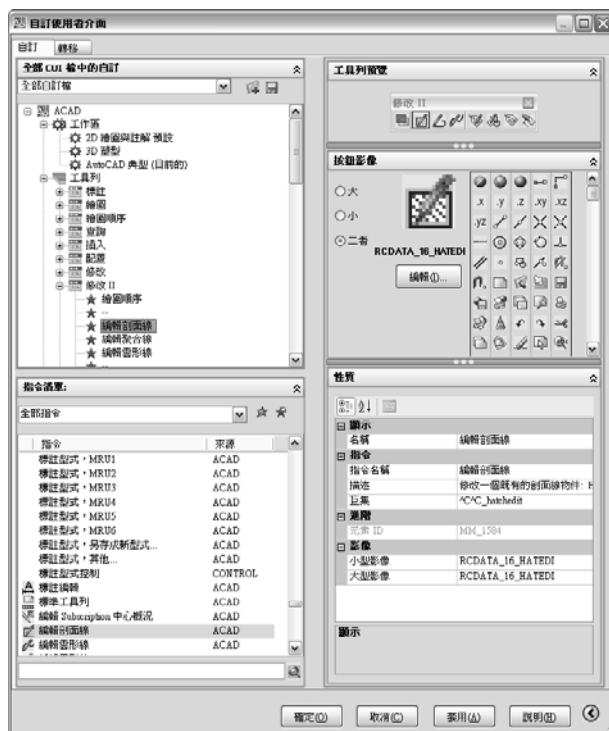 自訂使用者介面
自訂
轉移
全部 CUI 檔中的自訂
全部自訂檔
ACAD
工作區
2D 繪圖與註解 預設
3D 塑型
AutoCAD 典型 (目前的)
工具列
標註
繪圖
繪圖順序
查詢
插入
配置
修改
修改 II
繪圖順序
--
編輯剖面線
編輯聚合線
編輯雲形線
--
指令清單:
全部指令
指令 來源
標註型式，MRU1 ACAD
標註型式，MRU2 ACAD
標註型式，MRU3 ACAD
標註型式，MRU4 ACAD
標註型式，MRU5 ACAD
標註型式，MRU6 ACAD
標註型式，另存成新型式... ACAD
標註型式，其他... ACAD
標註型式控制 CONTROL
標註編輯 ACAD
標準工具列 ACAD
編輯 Subscription 中心概況 ACAD
編輯剖面線 ACAD
編輯雲形線 ACAD
工具列預覽
修改 II
按鈕影像
大
小
二者
RCDATA_16_HATEDI
編輯(I)...
.x .y .z .xy .xz
.yz
性質
顯示
名稱 編輯剖面線
指令
指令名稱 編輯剖面線
描述 修改一個既有的剖面線物件: H
巨集 ^C^C_hatchedit
進階
元素 ID MM_1584
影像
小型影像 RCDATA_16_HATEDI
大型影像 RCDATA_16_HATEDI
顯示
確定(O)
取消(C)
套用(A)
說明(H)